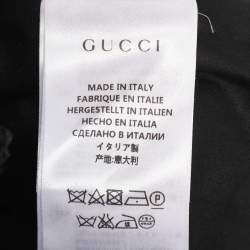 GUCCI
MADE IN ITALY
FABRIQUE EN ITALIE
HERGESTELLT IN ITALIEN
HECHO EN ITALIA
СДЕЛАНО В ИТАЛИИ
イタリア製
产地:意大利